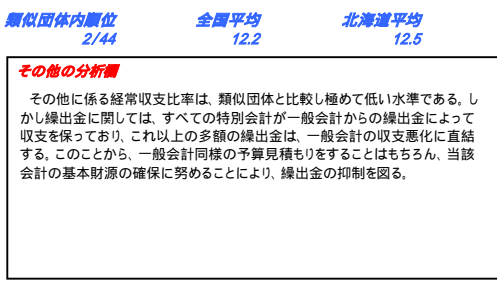 類似団体内順位 全国平均 北海道平均
2/44 12.2 12.5
その他の分析欄
その他に係る経常収支比率は、類似団体と比較し極めて低い水準である。し
かし繰出金に関しては、すべての特別会計が一般会計からの繰出金によって
収支を保っており、これ以上の多額の繰出金は、一般会計の収支悪化に直結
する。このことから、一般会計同様の予算見積もりをすることはもちろん、当該
会計の基本財源の確保に努めることにより、繰出金の抑制を図る。